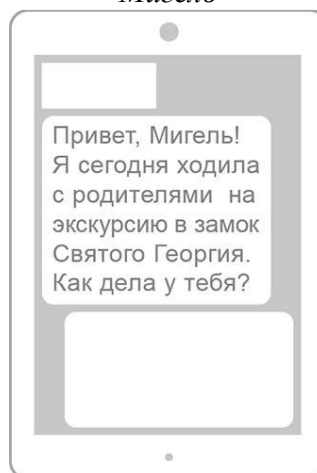 Мигель
Привет, Мигель!
Я сегодня ходила
с родителями на
экскурсию в замок
Святого Георгия.
Как дела у тебя?